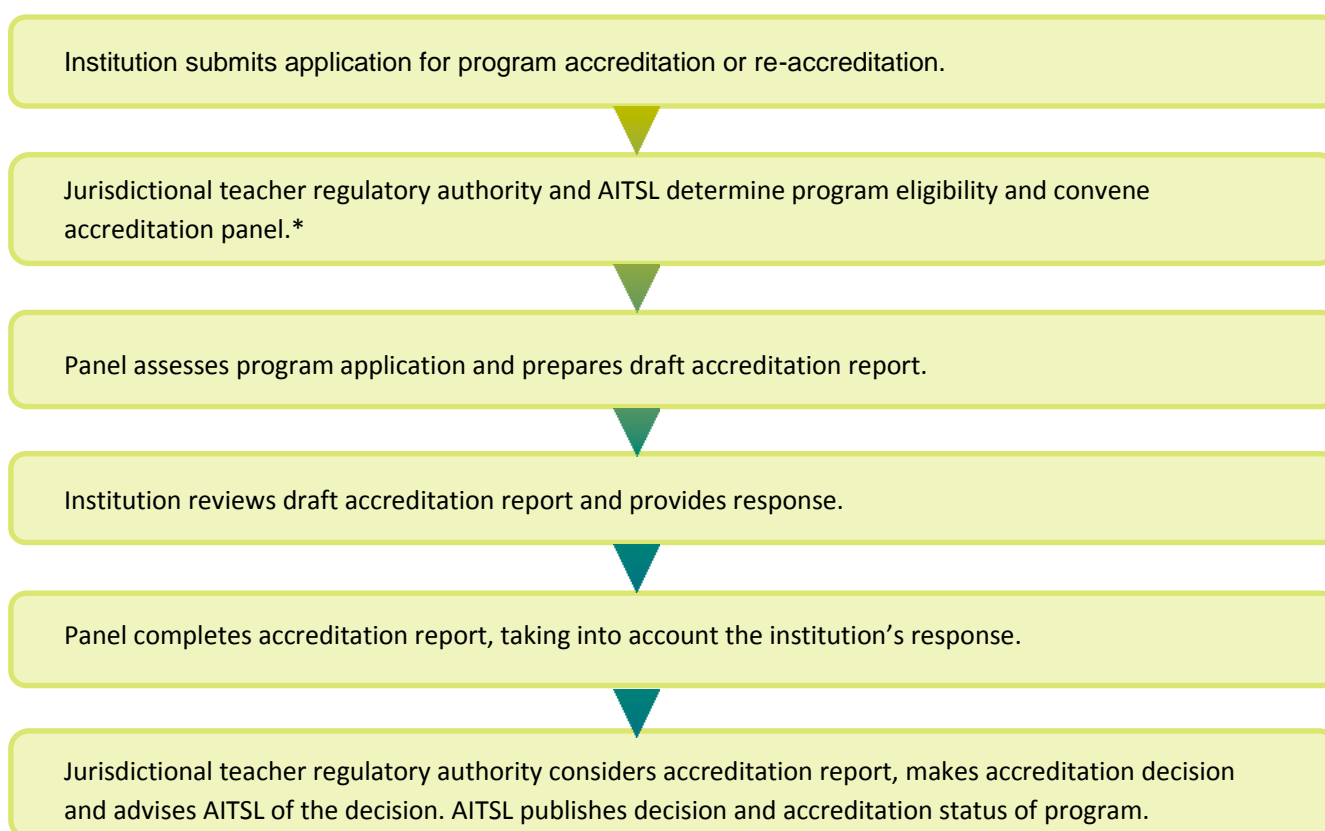 Institution submits application for program accreditation or re-accreditation.
Jurisdictional teacher regulatory authority and AITSL determine program eligibility and convene
accreditation panel.*
Panel assesses program application and prepares draft accreditation report.
Institution reviews draft accreditation report and provides response.
Panel completes accreditation report, taking into account the institution’s response.
Jurisdictional teacher regulatory authority considers accreditation report, makes accreditation decision
and advises AITSL of the decision. AITSL publishes decision and accreditation status of program.